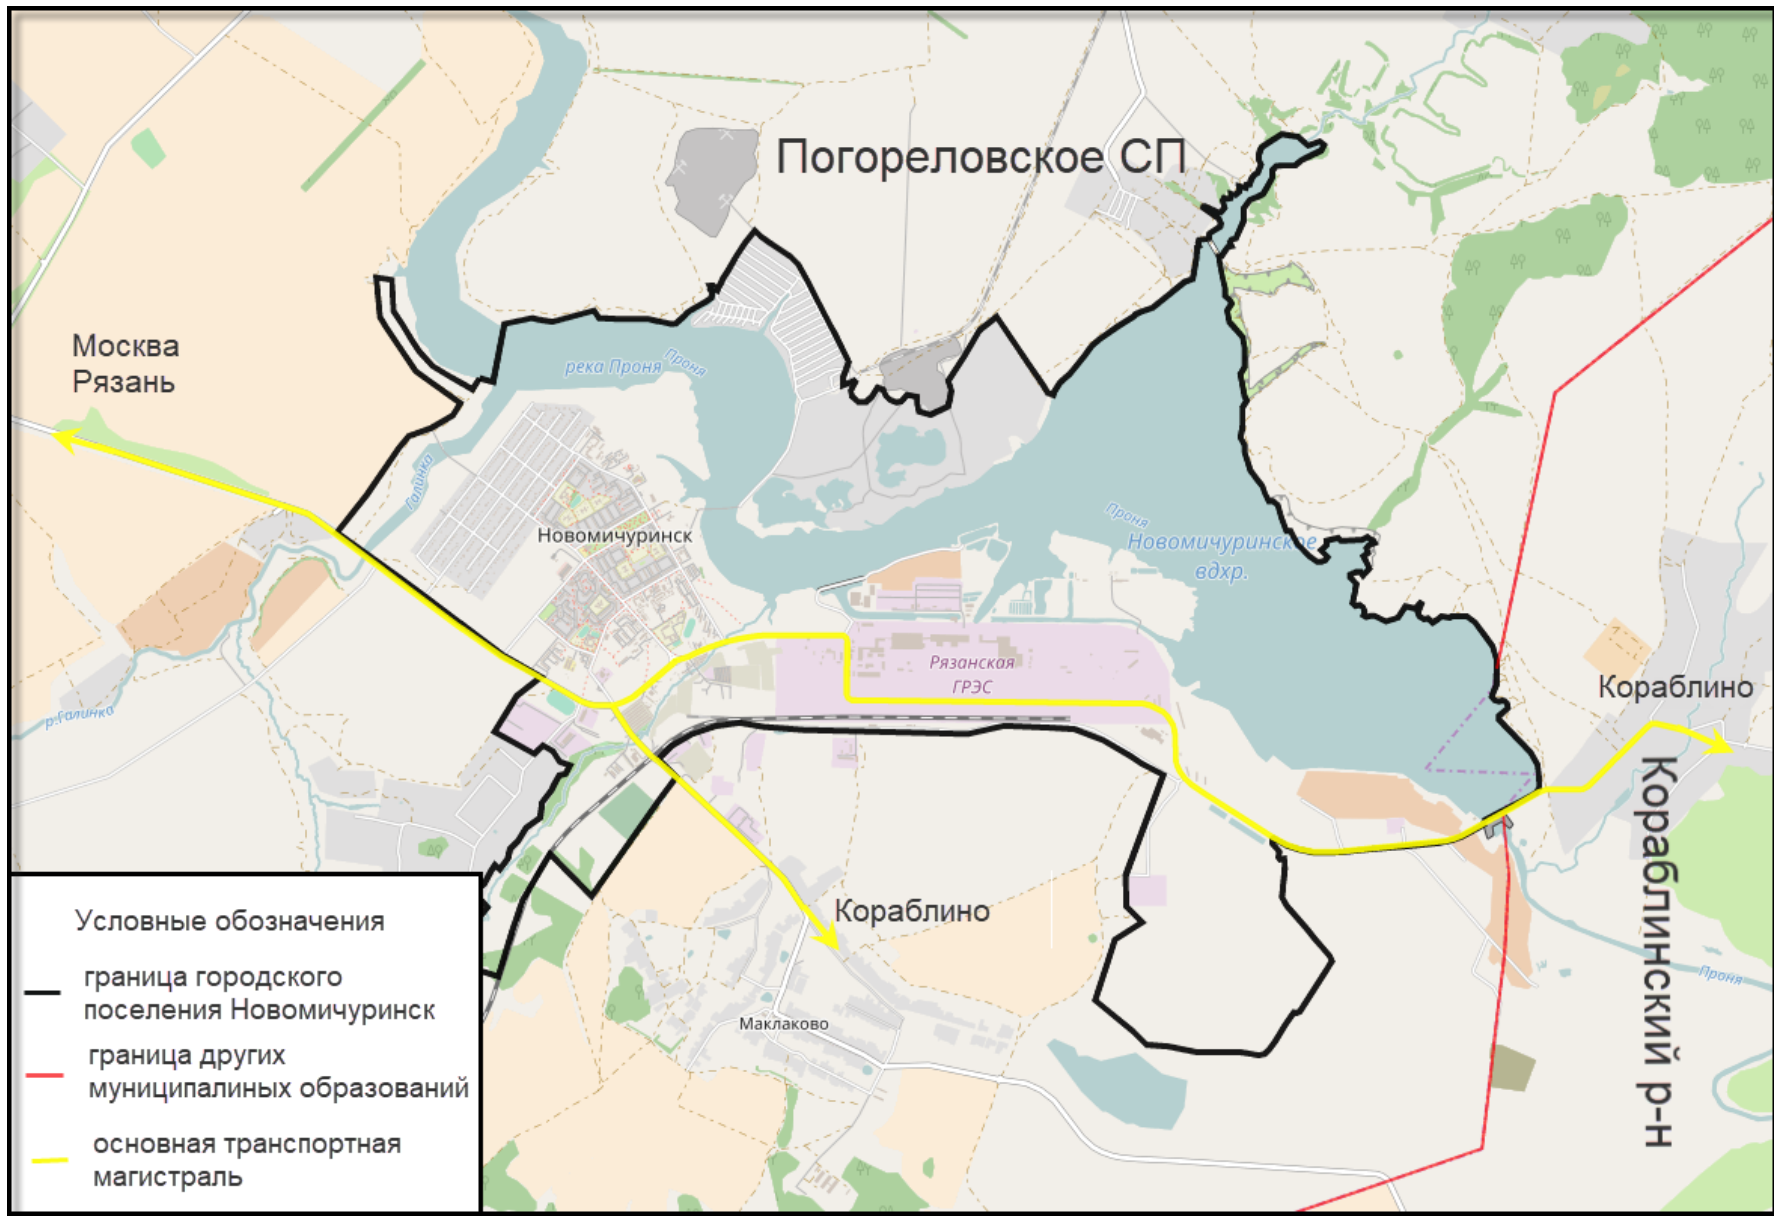 Погореловское СП
Москва
Рязань
река Проня
Проня
Галинка
Новомичуринск
Проня
Новомичуринское
вдхр.
Рязанская
ГРЭС
р.Галинка
Кораблино
Кораблинский р-н
Кораблино
Проня
Маклаково
Условные обозначения
граница городского
поселения Новомичуринск
граница других
муниципалиных образований
основная транспортная
магистраль